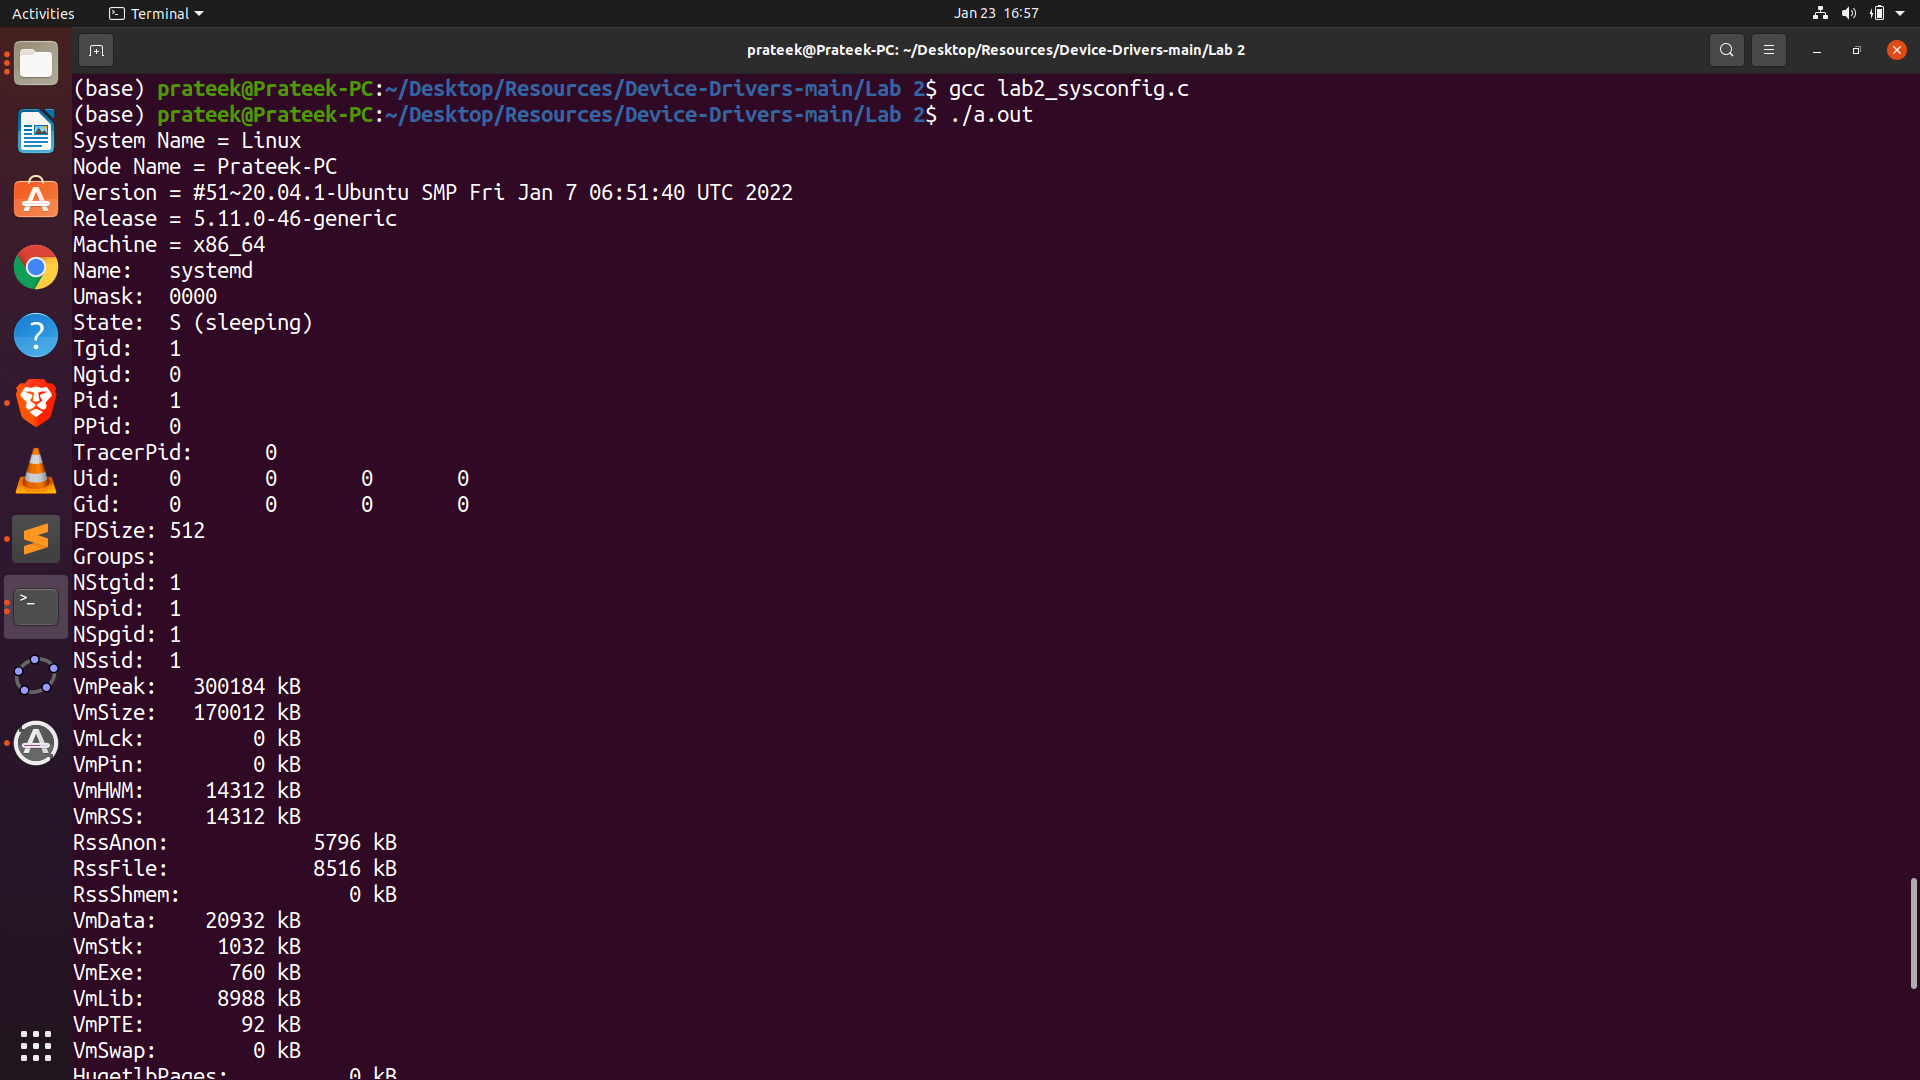 Activities Terminal Jan 23 16:57
prateek@Prateek-PC: ~/Desktop/Resources/Device-Drivers-main/Lab 2
(base) prateek@Prateek-PC:~/Desktop/Resources/Device-Drivers-main/Lab 2$ gcc lab2_sysconfig.c
(base) prateek@Prateek-PC:~/Desktop/Resources/Device-Drivers-main/Lab 2$ ./a.out
System Name = Linux
Node Name = Prateek-PC
Version = #51~20.04.1-Ubuntu SMP Fri Jan 7 06:51:40 UTC 2022
Release = 5.11.0-46-generic
Machine = x86_64
Name:   systemd
Umask:  0000
State:  S (sleeping)
Tgid:   1
Ngid:   0
Pid:    1
PPid:   0
TracerPid:      0
Uid:    0       0       0       0
Gid:    0       0       0       0
FDSize: 512
Groups:
NStgid: 1
NSpid:  1
NSpgid: 1
NSsid:  1
VmPeak:   300184 kB
VmSize:   170012 kB
VmLck:         0 kB
VmPin:         0 kB
VmHWM:     14312 kB
VmRSS:     14312 kB
RssAnon:            5796 kB
RssFile:            8516 kB
RssShmem:              0 kB
VmData:    20932 kB
VmStk:      1032 kB
VmExe:       760 kB
VmLib:      8988 kB
VmPTE:        92 kB
VmSwap:        0 kB
HugetlbPages:          0 kB